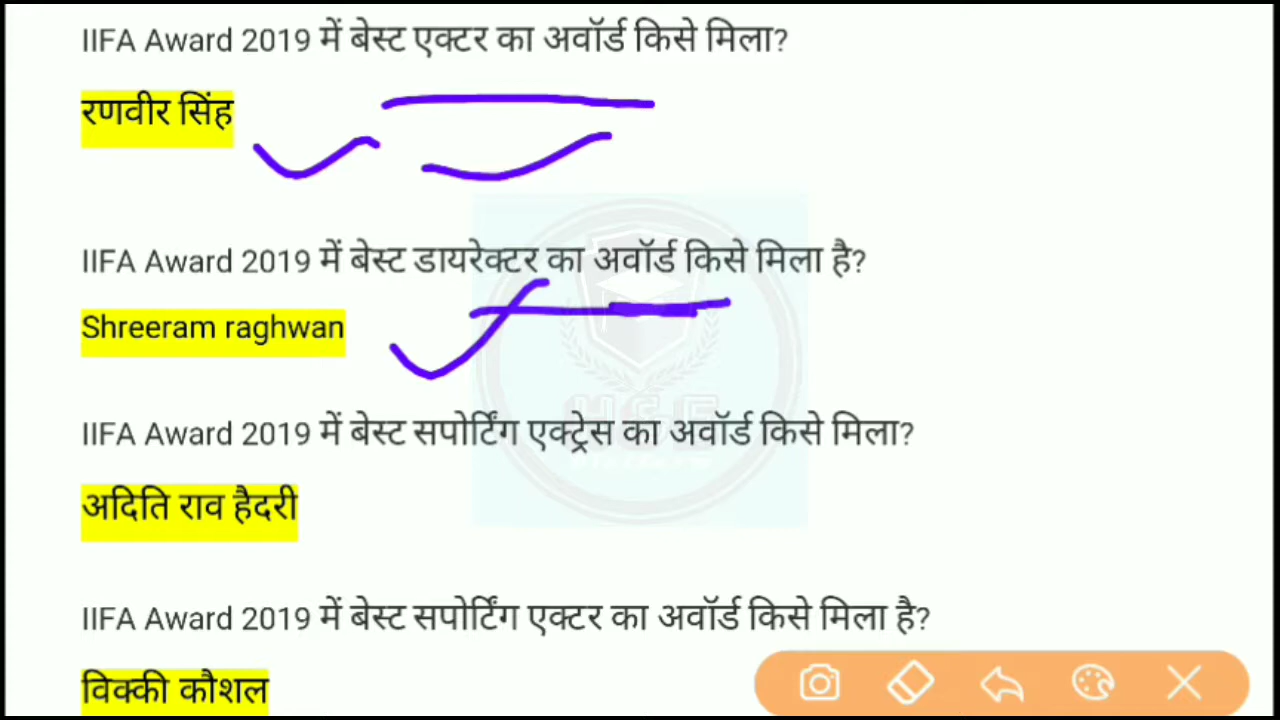 IIFA Award 2019 में बेस्ट एक्टर का अवॉर्ड किसे मिला?
रणवीर सिंह
IIFA Award 2019 में बेस्ट डायरेक्टर का अवॉर्ड किसे मिला है?
Shreeram raghwan
IIFA Award 2019 में बेस्ट सपोर्टिंग एक्ट्रेस का अवॉर्ड किसे मिला?
अदिति राव हैदरी
IIFA Award 2019 में बेस्ट सपोर्टिंग एक्टर का अवॉर्ड किसे मिला है?
विक्की कौशल